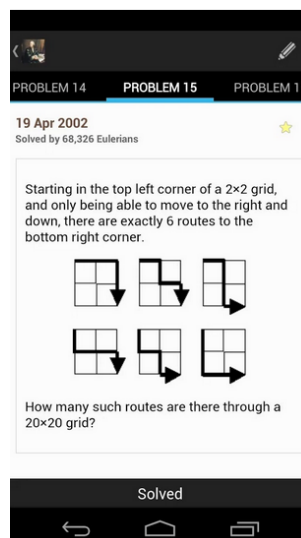 PROBLEM 14 PROBLEM 15 PROBLEM 1
19 Apr 2002
Solved by 68,326 Eulerians
Starting in the top left corner of a 2×2 grid,
and only being able to move to the right and
down, there are exactly 6 routes to the
bottom right corner.
How many such routes are there through a
20×20 grid?
Solved